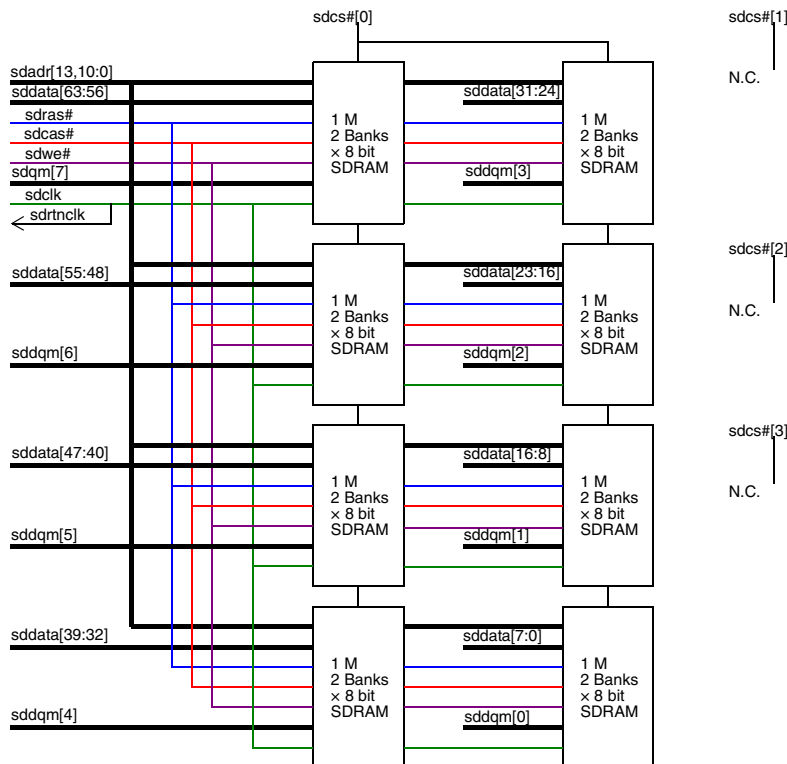 sdcs#[0]
sdcs#[1]
N.C.
sdadr[13,10:0]
sddata[63:56]
sdras#
sdcas#
sdwe#
sdqm[7]
sdclk
sdrtnclk
1 M
2 Banks
× 8 bit
SDRAM
sddata[31:24]
sddqm[3]
1 M
2 Banks
× 8 bit
SDRAM
sdcs#[2]
N.C.
sddata[55:48]
sddqm[6]
1 M
2 Banks
× 8 bit
SDRAM
sddata[23:16]
sddqm[2]
1 M
2 Banks
× 8 bit
SDRAM
sdcs#[3]
N.C.
sddata[47:40]
sddqm[5]
1 M
2 Banks
× 8 bit
SDRAM
sddata[16:8]
sddqm[1]
1 M
2 Banks
× 8 bit
SDRAM
sddata[39:32]
sddqm[4]
1 M
2 Banks
× 8 bit
SDRAM
sddata[7:0]
sddqm[0]
1 M
2 Banks
× 8 bit
SDRAM